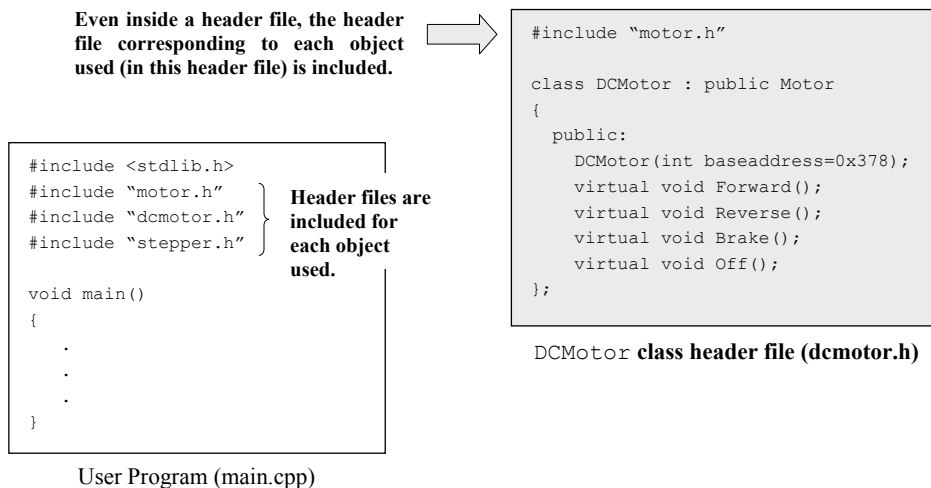 Even inside a header file, the header
file corresponding to each object
used (in this header file) is included.
#include “motor.h”
class DCMotor : public Motor
{
public:
DCMotor(int baseaddress=0x378);
virtual void Forward();
virtual void Reverse();
virtual void Brake();
virtual void Off();
};
DCMotor class header file (dcmotor.h)
#include <stdlib.h>
#include “motor.h”
#include “dcmotor.h”
#include “stepper.h”
void main()
{
.
.
.
}
Header files are
included for
each object
used.
User Program (main.cpp)